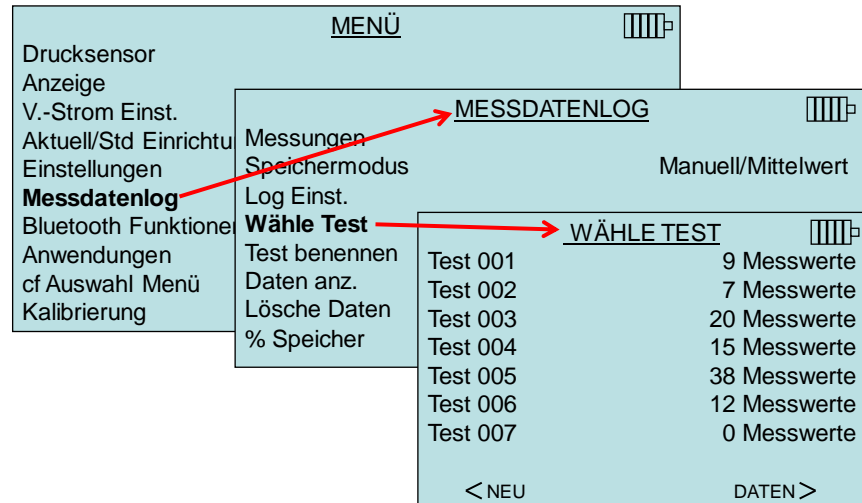 MENÜ
Drucksensor
Anzeige
V.-Strom Einst.
Aktuell/Std Einrichtu
Einstellungen
Messdatenlog
Bluetooth Funktione
Anwendungen
cf Auswahl Menü
Kalibrierung
MESSDATENLOG
Messungen
Speichermodus Manuell/Mittelwert
Log Einst.
Wähle Test
Test benennen
Daten anz.
Lösche Daten
% Speicher
WÄHLE TEST
Test 001 9 Messwerte
Test 002 7 Messwerte
Test 003 20 Messwerte
Test 004 15 Messwerte
Test 005 38 Messwerte
Test 006 12 Messwerte
Test 007 0 Messwerte
< NEU DATEN >